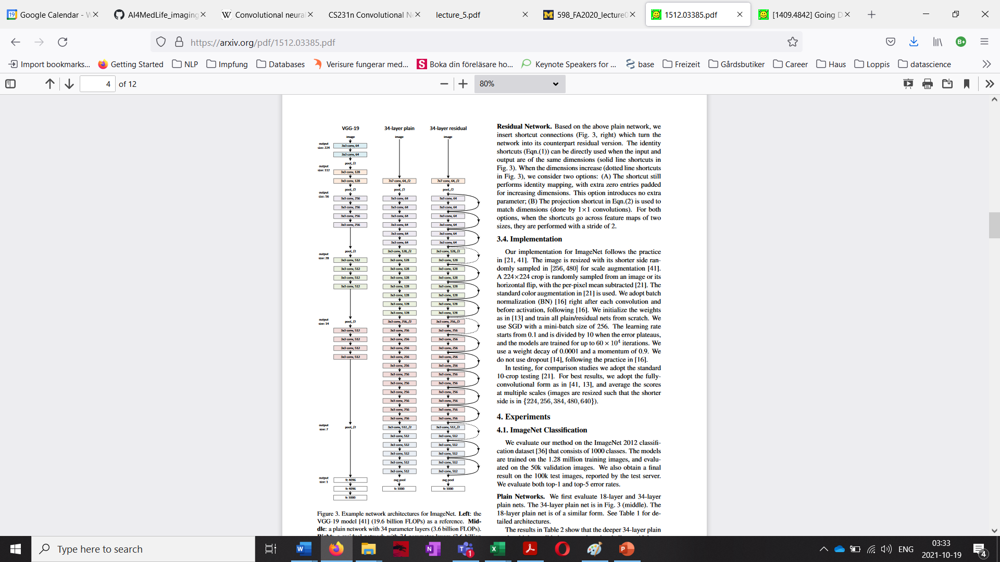 Google Calendar - W
AI4MedLife_imaging
Convolutional neural
CS231n Convolutional Ne
lecture_5.pdf
598_FA2020_lecture0
1512.03385.pdf
[1409.4842] Going D
https://arxiv.org/pdf/1512.03385.pdf
Import bookmarks...
Getting Started
NLP
Impfung
Databases
Verisure fungerar med...
Boka din föreläsare ho...
Keynote Speakers for ...
base
Freizeit
Gårdsbutiker
Career
Haus
Loppis
datascience
4 of 12
80%
VGG-19
image
output size: 224
3x3 conv, 64
3x3 conv, 64
pool, /2
output size: 112
3x3 conv, 128
3x3 conv, 128
pool, /2
output size: 56
3x3 conv, 256
3x3 conv, 256
3x3 conv, 256
3x3 conv, 256
pool, /2
output size: 28
3x3 conv, 512
3x3 conv, 512
3x3 conv, 512
3x3 conv, 512
pool, /2
output size: 14
3x3 conv, 512
3x3 conv, 512
3x3 conv, 512
3x3 conv, 512
pool, /2
output size: 7
output size: 1
fc 4096
fc 4096
fc 1000
34-layer plain
image
7x7 conv, 64, /2
pool, /2
3x3 conv, 64
3x3 conv, 64
3x3 conv, 64
3x3 conv, 64
3x3 conv, 64
3x3 conv, 64
3x3 conv, 128, /2
3x3 conv, 128
3x3 conv, 128
3x3 conv, 128
3x3 conv, 128
3x3 conv, 128
3x3 conv, 128
3x3 conv, 128
3x3 conv, 256, /2
3x3 conv, 256
3x3 conv, 256
3x3 conv, 256
3x3 conv, 256
3x3 conv, 256
3x3 conv, 256
3x3 conv, 256
3x3 conv, 256
3x3 conv, 256
3x3 conv, 256
3x3 conv, 256
3x3 conv, 512, /2
3x3 conv, 512
3x3 conv, 512
3x3 conv, 512
3x3 conv, 512
3x3 conv, 512
avg pool
fc 1000
34-layer residual
image
7x7 conv, 64, /2
pool, /2
3x3 conv, 64
3x3 conv, 64
3x3 conv, 64
3x3 conv, 64
3x3 conv, 64
3x3 conv, 64
3x3 conv, 128, /2
3x3 conv, 128
3x3 conv, 128
3x3 conv, 128
3x3 conv, 128
3x3 conv, 128
3x3 conv, 128
3x3 conv, 128
3x3 conv, 256, /2
3x3 conv, 256
3x3 conv, 256
3x3 conv, 256
3x3 conv, 256
3x3 conv, 256
3x3 conv, 256
3x3 conv, 256
3x3 conv, 256
3x3 conv, 256
3x3 conv, 256
3x3 conv, 256
3x3 conv, 512, /2
3x3 conv, 512
3x3 conv, 512
3x3 conv, 512
3x3 conv, 512
3x3 conv, 512
avg pool
fc 1000
Figure 3. Example network architectures for ImageNet. Left: the
VGG-19 model [41] (19.6 billion FLOPs) as a reference. Mid-
dle: a plain network with 34 parameter layers (3.6 billion FLOPs).
Right: a residual network with 34 parameter layers (3.6 billion
Residual Network. Based on the above plain network, we
insert shortcut connections (Fig. 3, right) which turn the
network into its counterpart residual version. The identity
shortcuts (Eqn.(1)) can be directly used when the input and
output are of the same dimensions (solid line shortcuts in
Fig. 3). When the dimensions increase (dotted line shortcuts
in Fig. 3), we consider two options: (A) The shortcut still
performs identity mapping, with extra zero entries padded
for increasing dimensions. This option introduces no extra
parameter; (B) The projection shortcut in Eqn.(2) is used to
match dimensions (done by 1×1 convolutions). For both
options, when the shortcuts go across feature maps of two
sizes, they are performed with a stride of 2.
3.4. Implementation
Our implementation for ImageNet follows the practice
in [21, 41]. The image is resized with its shorter side ran-
domly sampled in [256, 480] for scale augmentation [41].
A 224×224 crop is randomly sampled from an image or its
horizontal flip, with the per-pixel mean subtracted [21]. The
standard color augmentation in [21] is used. We adopt batch
normalization (BN) [16] right after each convolution and
before activation, following [16]. We initialize the weights
as in [13] and train all plain/residual nets from scratch. We
use SGD with a mini-batch size of 256. The learning rate
starts from 0.1 and is divided by 10 when the error plateaus,
and the models are trained for up to 60 × 10⁴ iterations. We
use a weight decay of 0.0001 and a momentum of 0.9. We
do not use dropout [14], following the practice in [16].
In testing, for comparison studies we adopt the standard
10-crop testing [21]. For best results, we adopt the fully-
convolutional form as in [41, 13], and average the scores
at multiple scales (images are resized such that the shorter
side is in {224, 256, 384, 480, 640}).
4. Experiments
4.1. ImageNet Classification
We evaluate our method on the ImageNet 2012 classifi-
cation dataset [36] that consists of 1000 classes. The models
are trained on the 1.28 million training images, and evalu-
ated on the 50k validation images. We also obtain a final
result on the 100k test images, reported by the test server.
We evaluate both top-1 and top-5 error rates.
Plain Networks. We first evaluate 18-layer and 34-layer
plain nets. The 34-layer plain net is in Fig. 3 (middle). The
18-layer plain net is of a similar form. See Table 1 for de-
tailed architectures.
The results in Table 2 show that the deeper 34-layer plain
Type here to search
ENG
03:33
2021-10-19
4